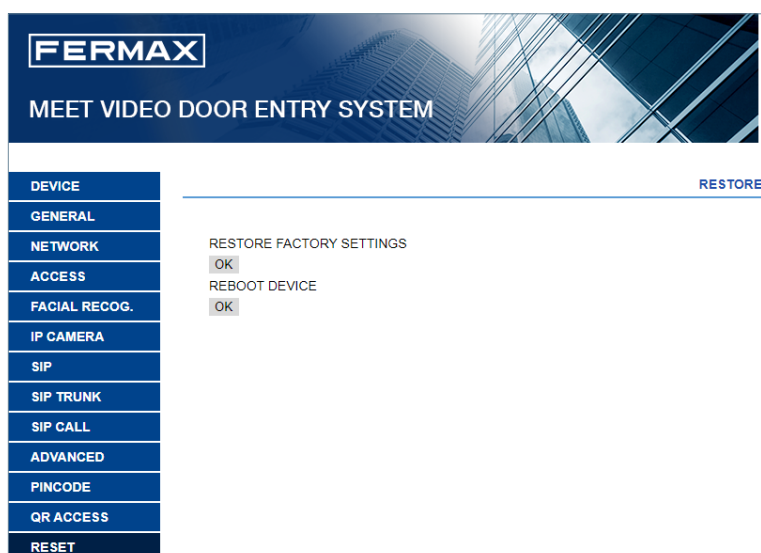 FERMAX
MEET VIDEO DOOR ENTRY SYSTEM
DEVICE
GENERAL
NETWORK
ACCESS
FACIAL RECOG.
IP CAMERA
SIP
SIP TRUNK
SIP CALL
ADVANCED
PINCODE
QR ACCESS
RESET
RESTORE
RESTORE FACTORY SETTINGS
OK
REBOOT DEVICE
OK